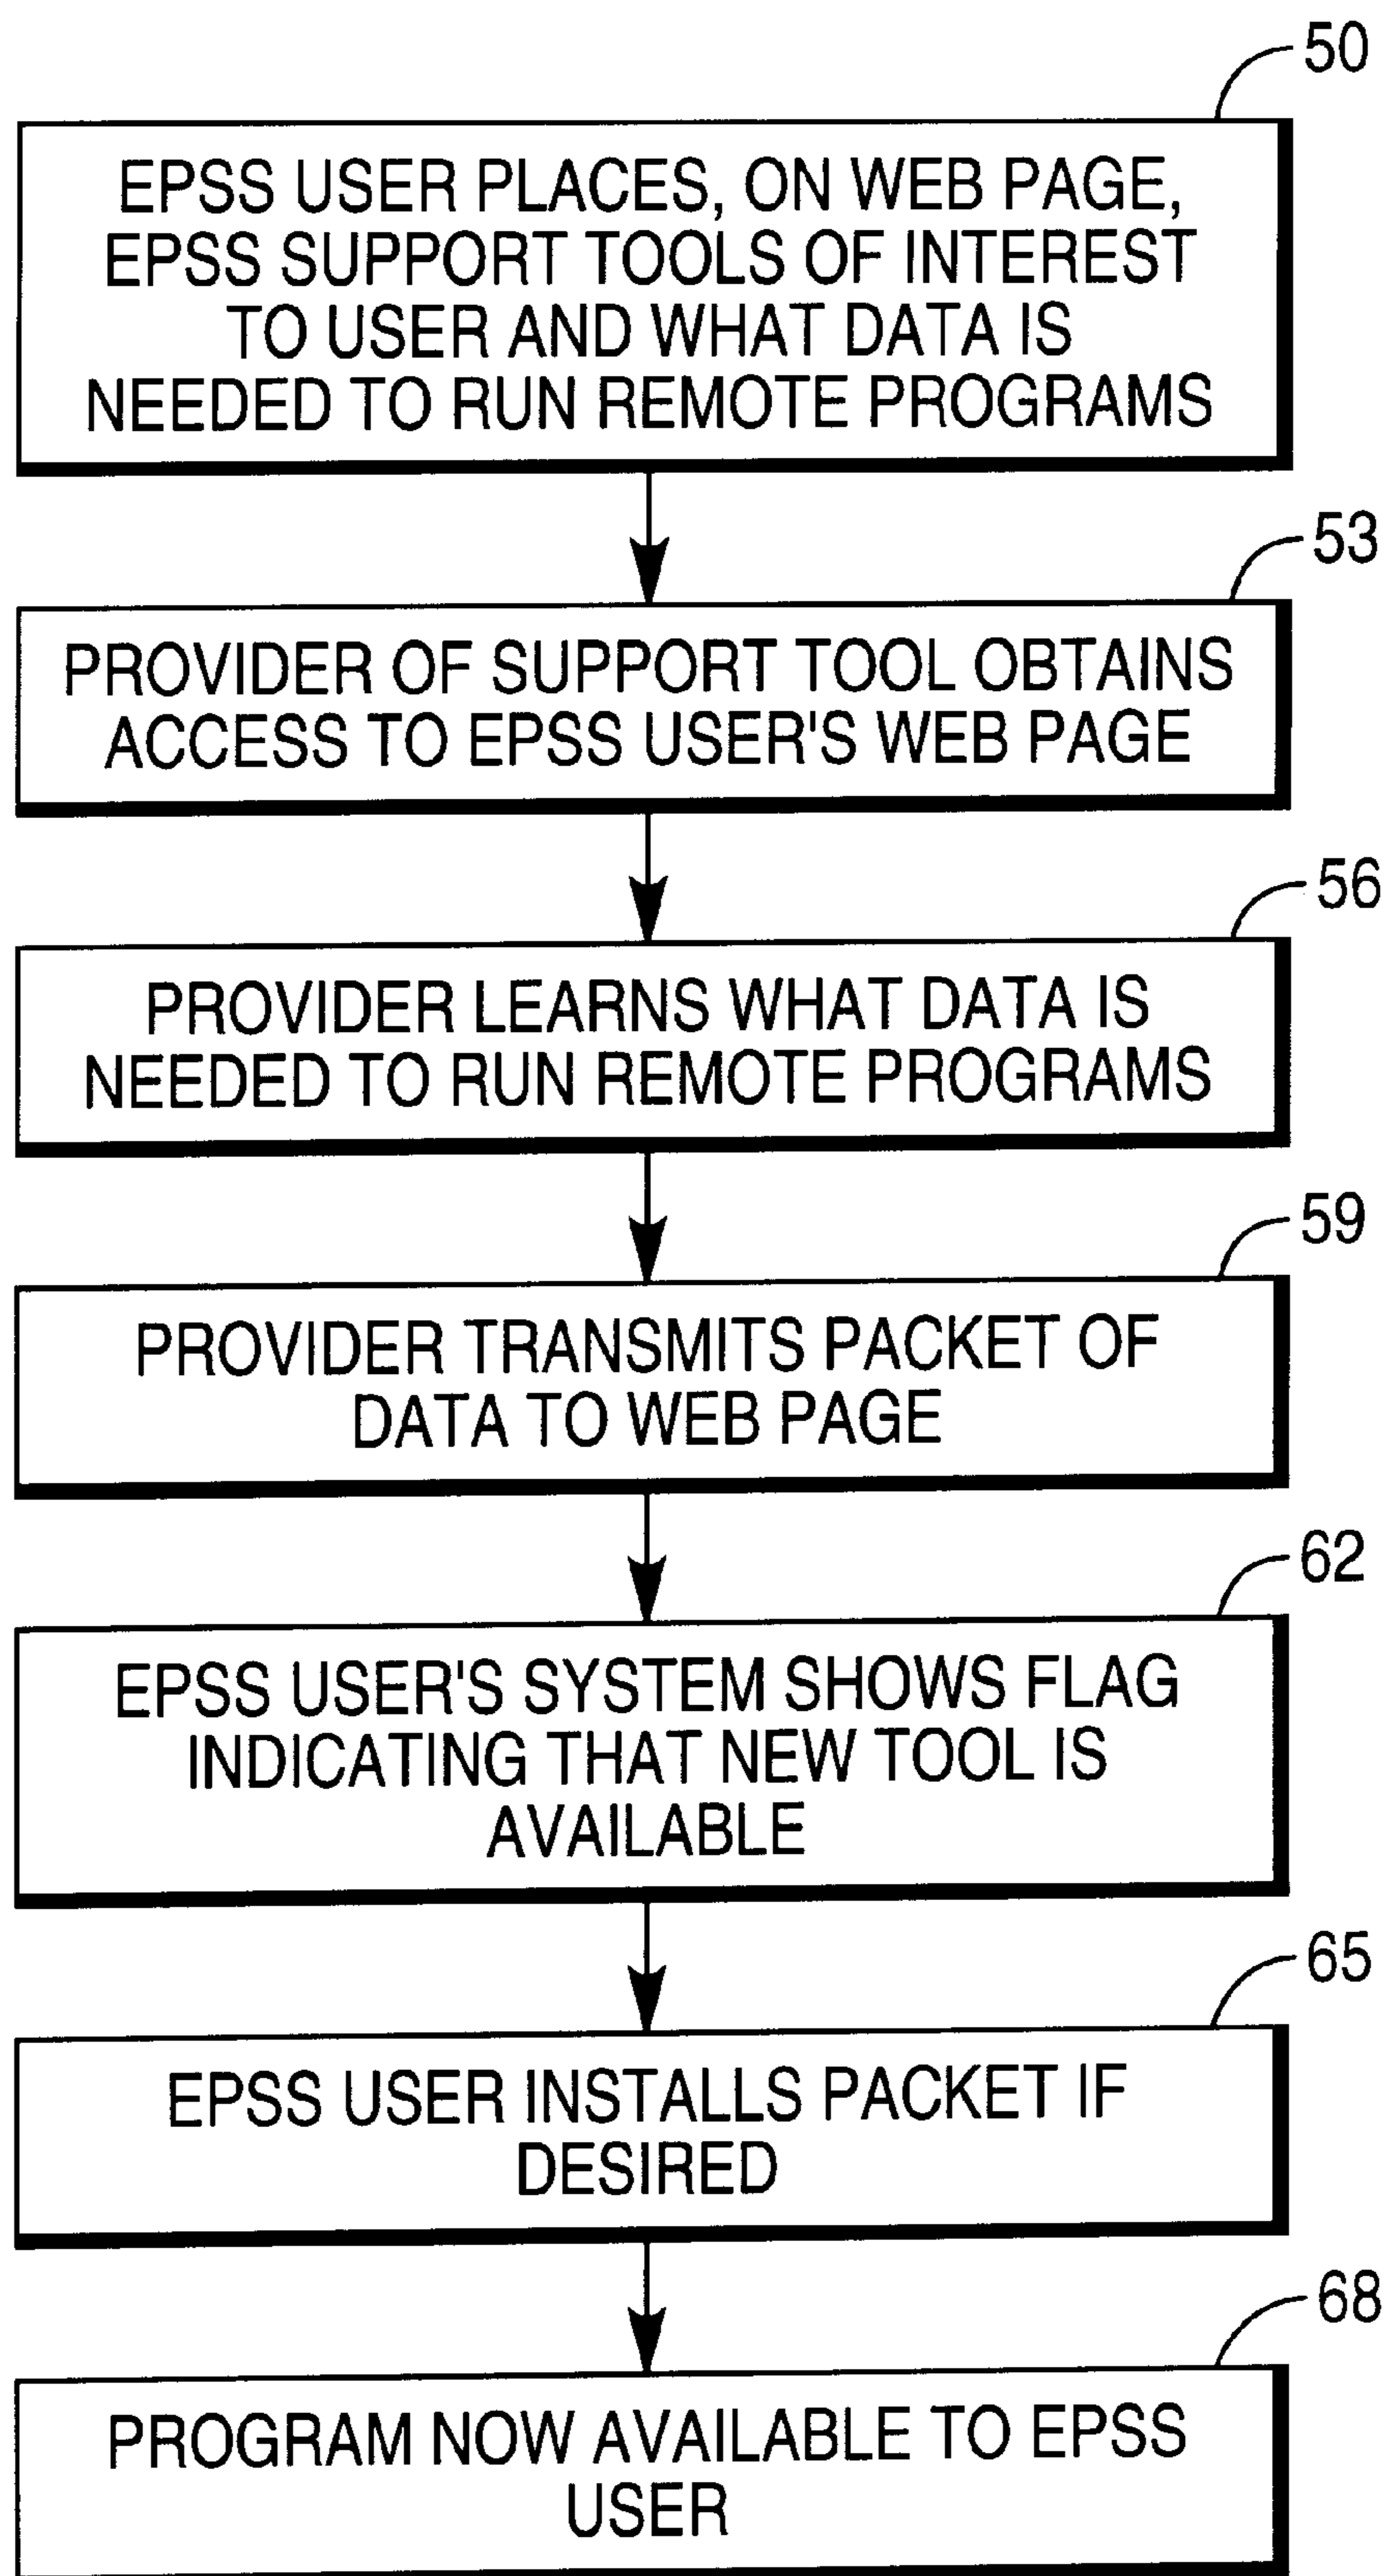 50
EPSS USER PLACES, ON WEB PAGE,
EPSS SUPPORT TOOLS OF INTEREST
TO USER AND WHAT DATA IS
NEEDED TO RUN REMOTE PROGRAMS
53
PROVIDER OF SUPPORT TOOL OBTAINS
ACCESS TO EPSS USER'S WEB PAGE
56
PROVIDER LEARNS WHAT DATA IS
NEEDED TO RUN REMOTE PROGRAMS
59
PROVIDER TRANSMITS PACKET OF
DATA TO WEB PAGE
62
EPSS USER'S SYSTEM SHOWS FLAG
INDICATING THAT NEW TOOL IS
AVAILABLE
65
EPSS USER INSTALLS PACKET IF
DESIRED
68
PROGRAM NOW AVAILABLE TO EPSS
USER